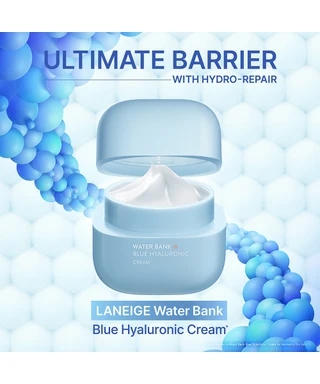 ULTIMATE BARRIER
WITH HYDRO-REPAIR
WATER BANK
BLUE HYALURONIC
CREAM
LANEIGE Water Bank
Blue Hyaluronic Cream*